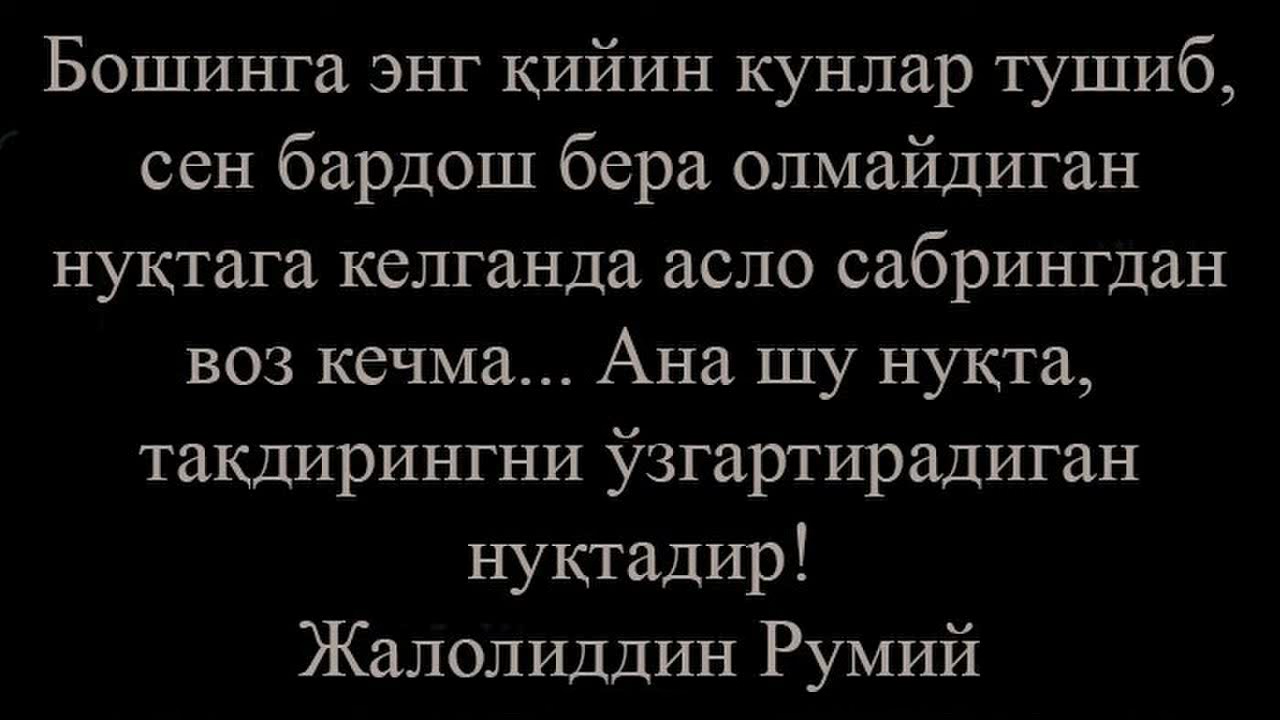 Бошинга энг қийин кунлар тушиб,
сен бардош бера олмайдиган
нуқтага келганда асло сабрингдан
воз кечма... Ана шу нуқта,
тақдирингни ўзгартирадиган
нуқтадир!
Жалолиддин Румий